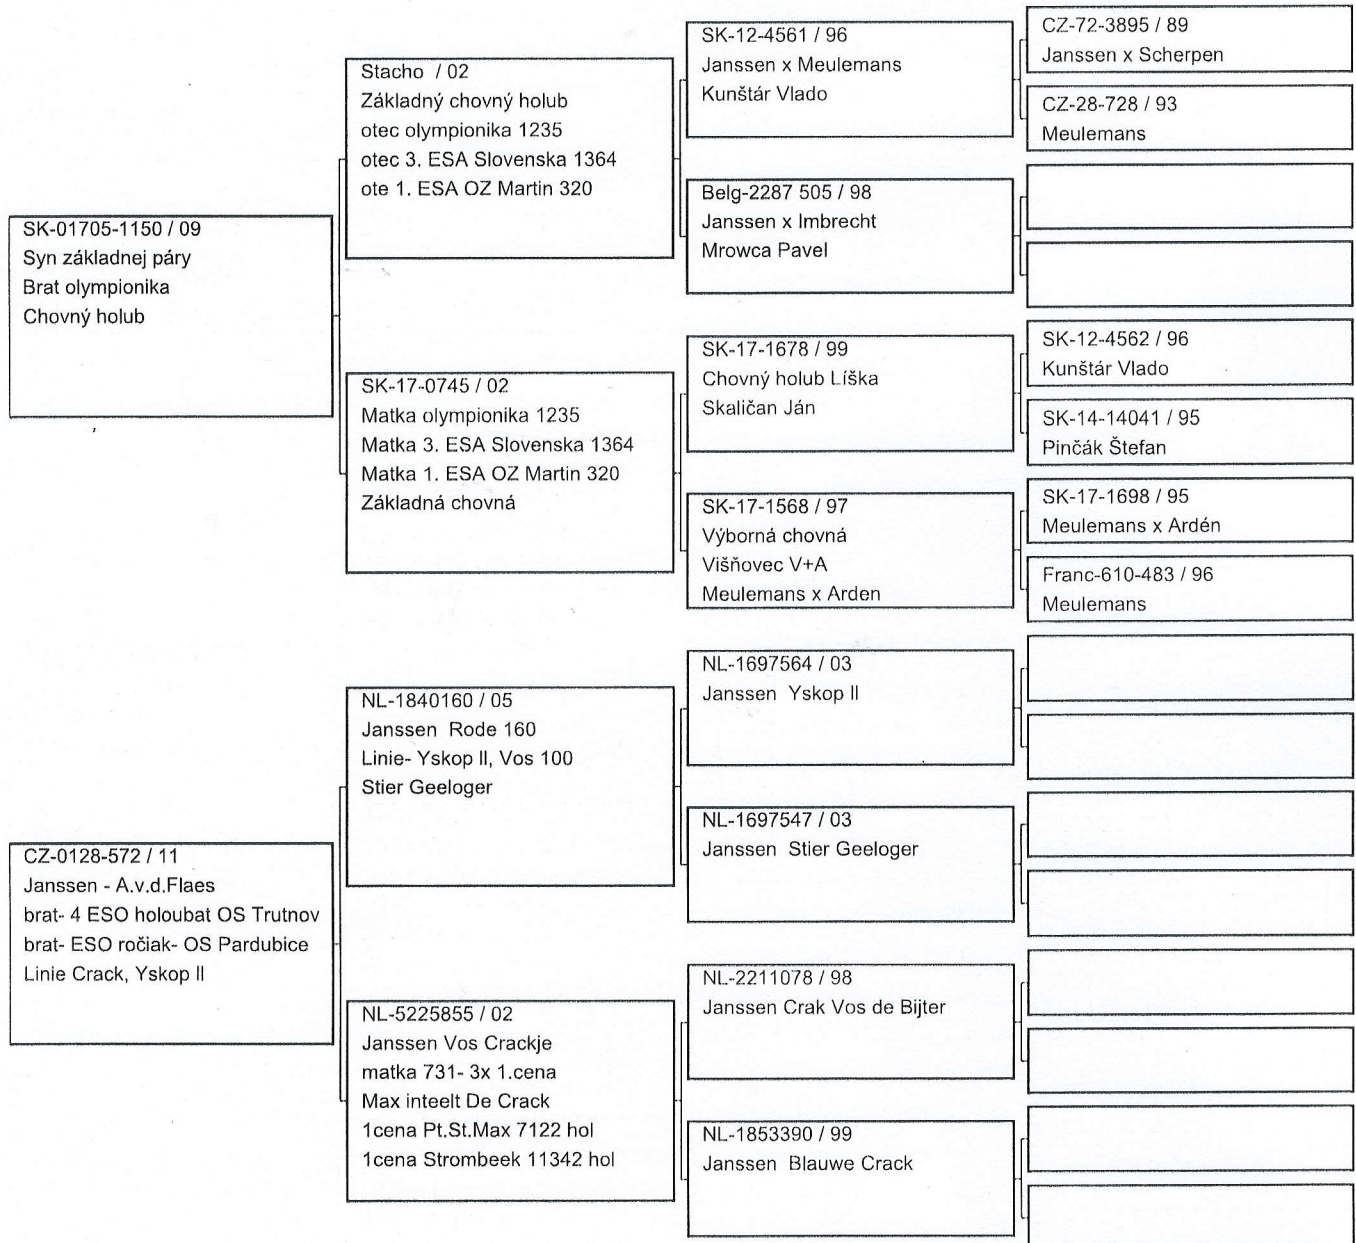 SK-01705-1150 / 09
Syn základnej páry
Brat olympionika
Chovný holub
CZ-0128-572 / 11
Janssen - A.v.d.Flaes
brat- 4 ESO holoubat OS Trutnov
brat- ESO ročiak- OS Pardubice
Linie Crack, Yskop II
Stacho / 02
Základný chovný holub
otec olympionika 1235
otec 3. ESA Slovenska 1364
ote 1. ESA OZ Martin 320
SK-17-0745 / 02
Matka olympionika 1235
Matka 3. ESA Slovenska 1364
Matka 1. ESA OZ Martin 320
Základná chovná
NL-1840160 / 05
Janssen Rode 160
Linie- Yskop II, Vos 100
Stier Geeloger
NL-5225855 / 02
Janssen Vos Crackje
matka 731- 3x 1.cena
Max inteelt De Crack
1cena Pt.St.Max 7122 hol
1cena Strombeek 11342 hol
SK-12-4561 / 96
Janssen x Meulemans
Kunštár Vlado
Belg-2287 505 / 98
Janssen x Imbrecht
Mrowca Pavel
SK-17-1678 / 99
Chovný holub Líška
Skaličan Ján
SK-17-1568 / 97
Výborná chovná
Višňovec V+A
Meulemans x Arden
NL-1697564 / 03
Janssen Yskop II
NL-1697547 / 03
Janssen Stier Geeloger
NL-2211078 / 98
Janssen Crak Vos de Bijter
NL-1853390 / 99
Janssen Blauwe Crack
CZ-72-3895 / 89
Janssen x Scherpen
CZ-28-728 / 93
Meulemans
SK-12-4562 / 96
Kunštár Vlado
SK-14-14041 / 95
Pinčák Štefan
SK-17-1698 / 95
Meulemans x Ardén
Franc-610-483 / 96
Meulemans